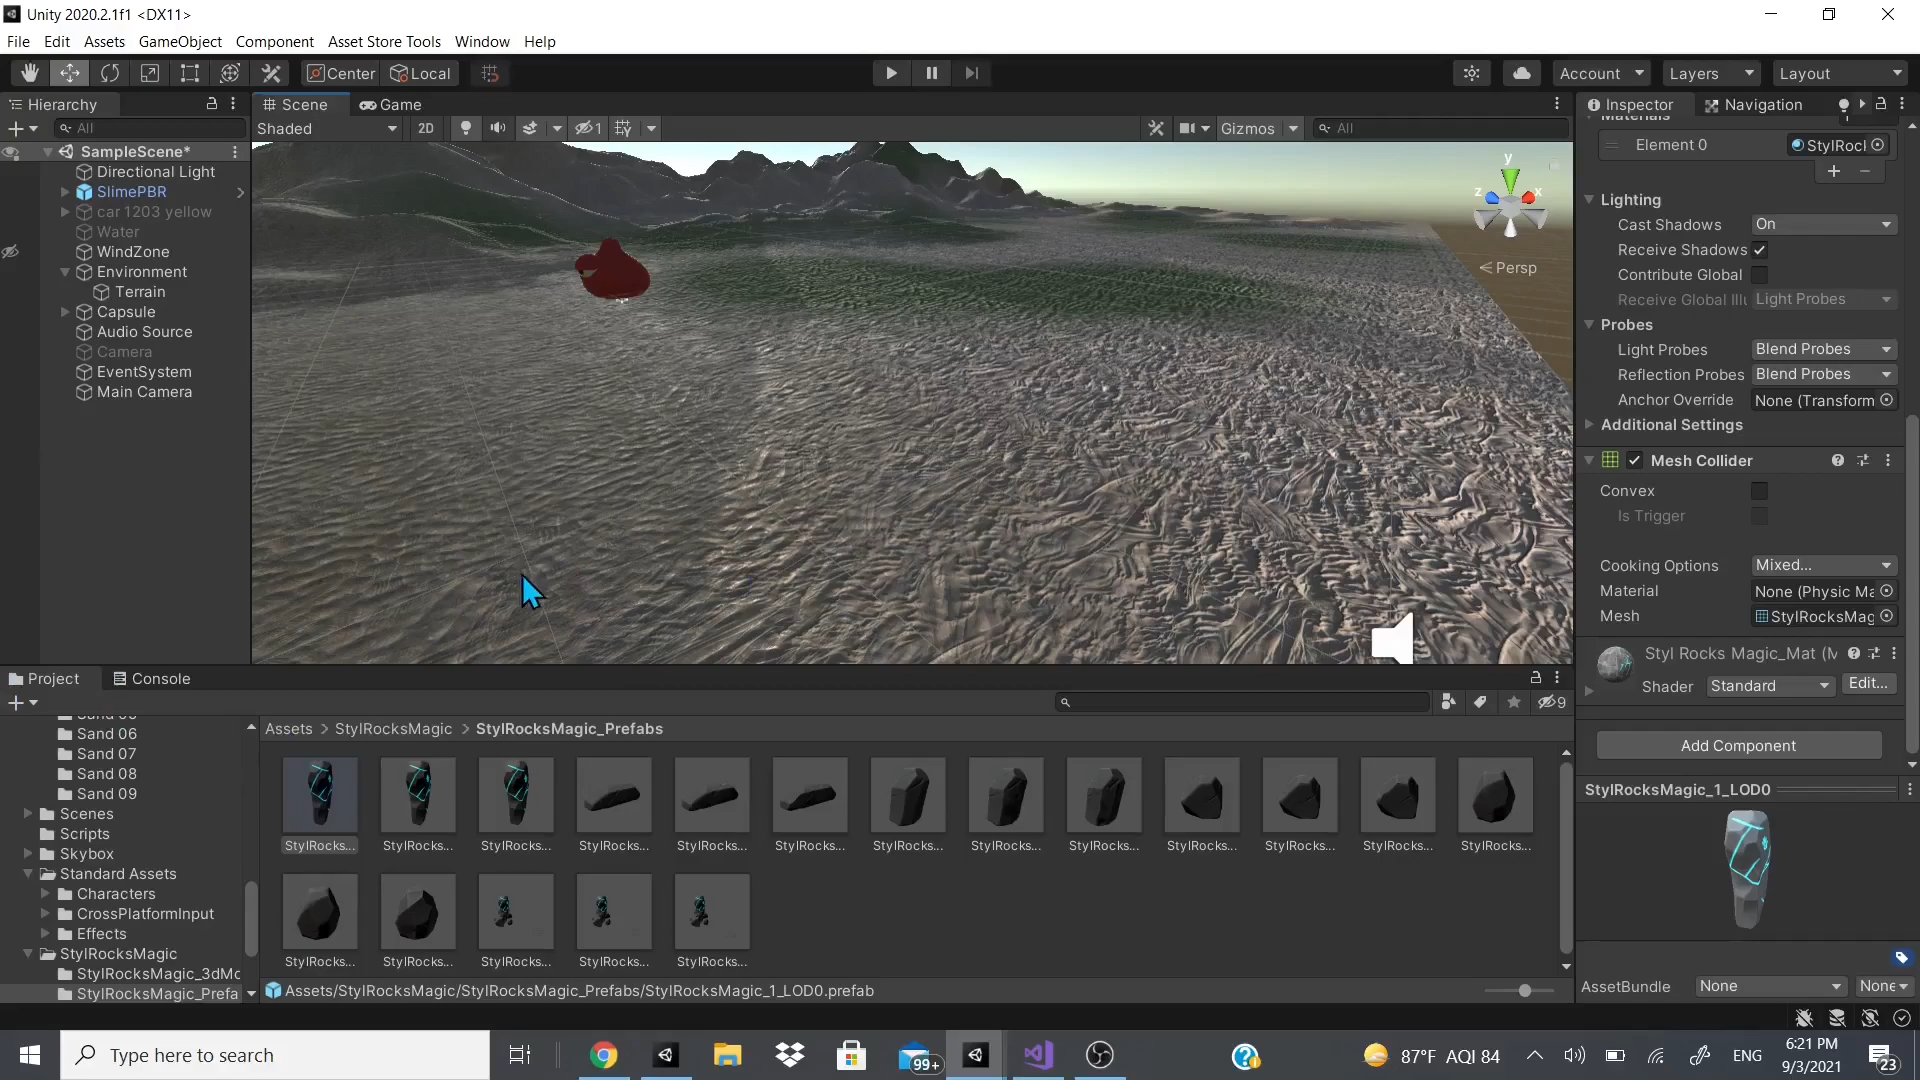 Unity 2020.2.1f1 <DX11>
File Edit Assets GameObject Component Asset Store Tools Window Help
Center Local Account Layers Layout
Hierarchy Scene Game Inspector Navigation
All Shaded 2D 1 Gizmos All
Materials
SampleScene*
Directional Light
SlimePBR
car 1203 yellow
Water
WindZone
Environment
Terrain
Capsule
Audio Source
Camera
EventSystem
Main Camera
y
z x
Persp
Element 0 StylRocl
Lighting
Cast Shadows On
Receive Shadows
Contribute Global
Receive Global Illu Light Probes
Probes
Light Probes Blend Probes
Reflection Probes Blend Probes
Anchor Override None (Transform
Additional Settings
Mesh Collider
Convex
Is Trigger
Cooking Options Mixed...
Material None (Physic Ma
Mesh StylRocksMag
Styl Rocks Magic_Mat (M
Shader Standard Edit...
Add Component
StylRocksMagic_1_LOD0
AssetBundle None None
Project Console
9
Sand 06
Sand 07
Sand 08
Sand 09
Scenes
Scripts
Skybox
Standard Assets
Characters
CrossPlatformInput
Effects
StylRocksMagic
StylRocksMagic_3dMo
StylRocksMagic_Prefa
Assets > StylRocksMagic > StylRocksMagic_Prefabs
StylRocks... StylRocks... StylRocks... StylRocks... StylRocks... StylRocks... StylRocks... StylRocks... StylRocks... StylRocks... StylRocks... StylRocks... StylRocks...
StylRocks... StylRocks... StylRocks... StylRocks... StylRocks...
Assets/StylRocksMagic/StylRocksMagic_Prefabs/StylRocksMagic_1_LOD0.prefab
Type here to search
99+
87°F AQI 84
ENG
6:21 PM
9/3/2021
23